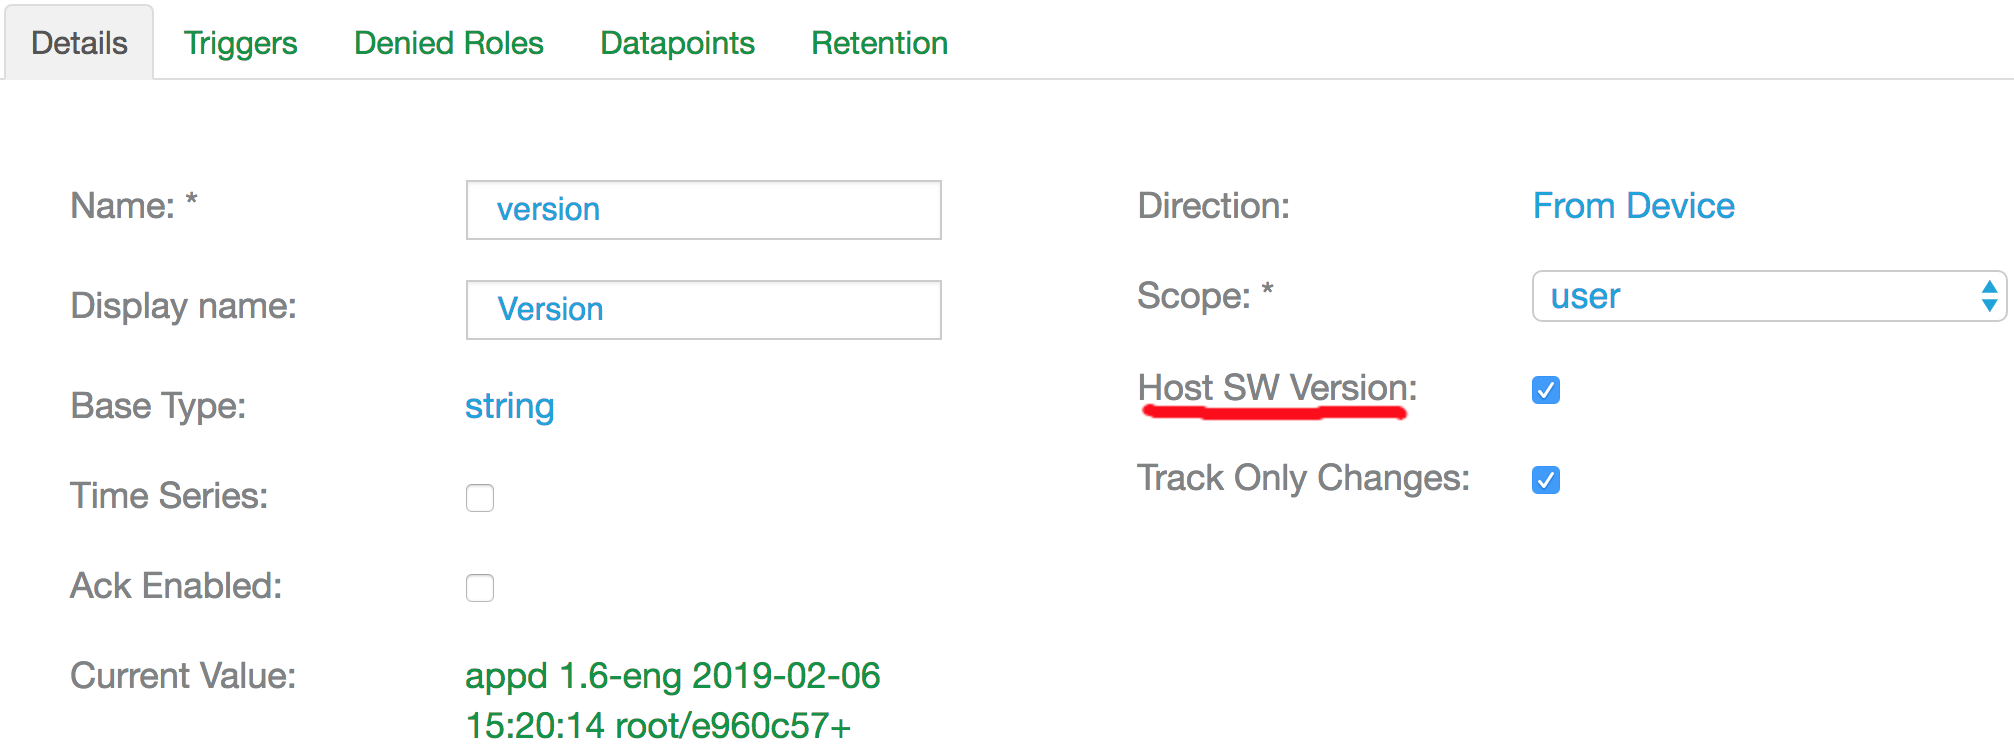 Details Triggers Denied Roles Datapoints Retention
Name: * version
Display name: Version
Base Type: string
Time Series:
Ack Enabled:
Current Value: appd 1.6-eng 2019-02-06
15:20:14 root/e960c57+
Direction: From Device
Scope: * user
Host SW Version:
Track Only Changes: